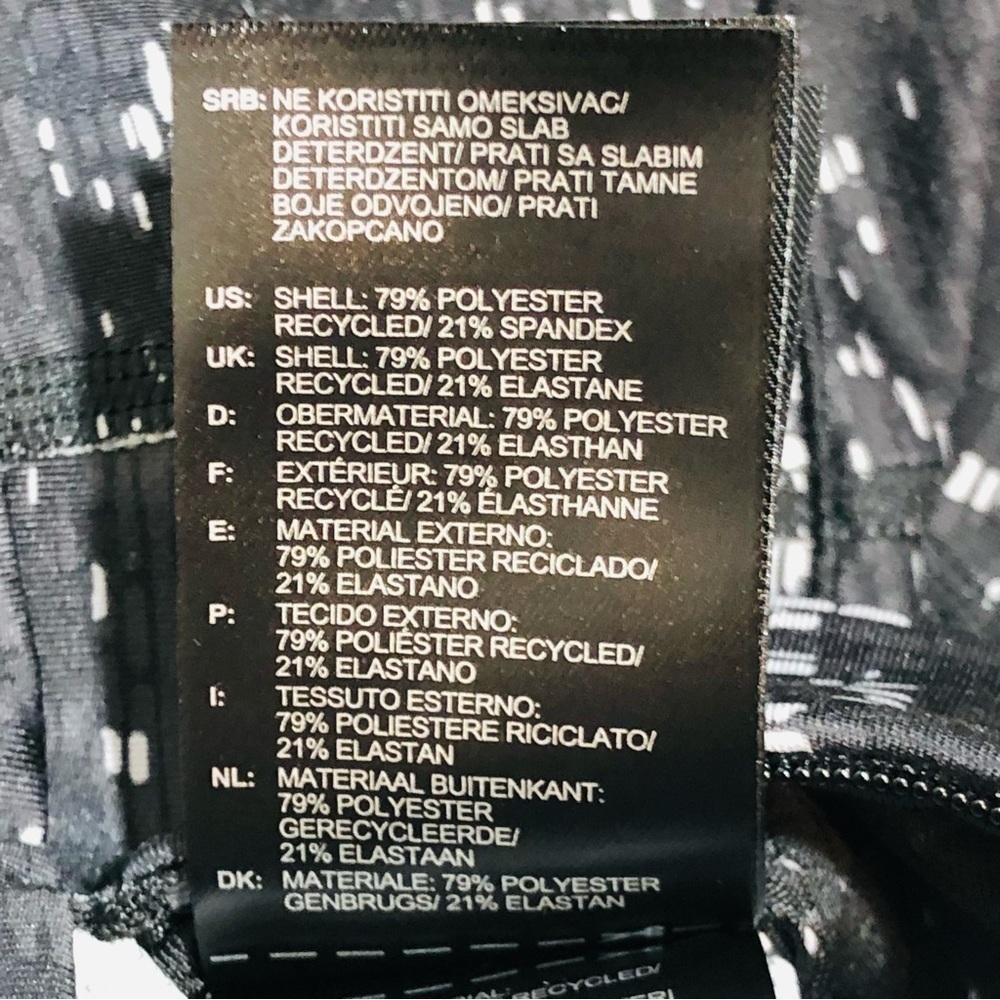 SRB: NE KORISTITI OMEKSIVAC/
KORISTITI SAMO SLAB
DETERDZENT/ PRATI SA SLABIM
DETERDZENTOM/ PRATI TAMNE
BOJE ODVOJENO/ PRATI
ZAKOPCANO
US: SHELL: 79% POLYESTER
RECYCLED/ 21% SPANDEX
UK: SHELL: 79% POLYESTER
RECYCLED/ 21% ELASTANE
D: OBERMATERIAL: 79% POLYESTER
RECYCLED/ 21% ELASTHAN
F: EXTÉRIEUR: 79% POLYESTER
RECYCLÉ/ 21% ÉLASTHANNE
E: MATERIAL EXTERNO:
79% POLIESTER RECICLADO/
21% ELASTANO
P: TECIDO EXTERNO:
79% POLIÉSTER RECYCLED/
21% ELASTANO
I: TESSUTO ESTERNO:
79% POLIESTERE RICICLATO/
21% ELASTAN
NL: MATERIAAL BUITENKANT:
79% POLYESTER
GERECYCLEERDE/
21% ELASTAAN
DK: MATERIALE: 79% POLYESTER
GENBRUGS/ 21% ELASTAN
RECYCLED/